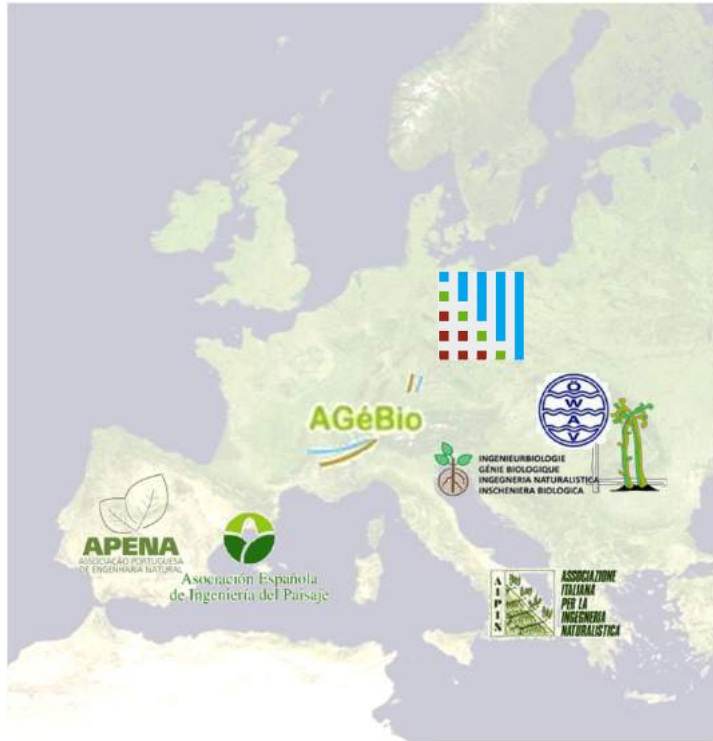 AGéBio
ÖWAV
INGENIEURBIOLOGIE
GÉNIE BIOLOGIQUE
INGEGNERIA NATURALISTICA
INSCHENIERA BIOLOGICA
APENA
ASSOCIAÇÃO PORTUGUESA
DE ENGENHARIA NATURAL
Asociación Española
de Ingeniería del Paisaje
AIPIN
ASSOCIAZIONE
ITALIANA
PER LA
INGEGNERIA
NATURALISTICA